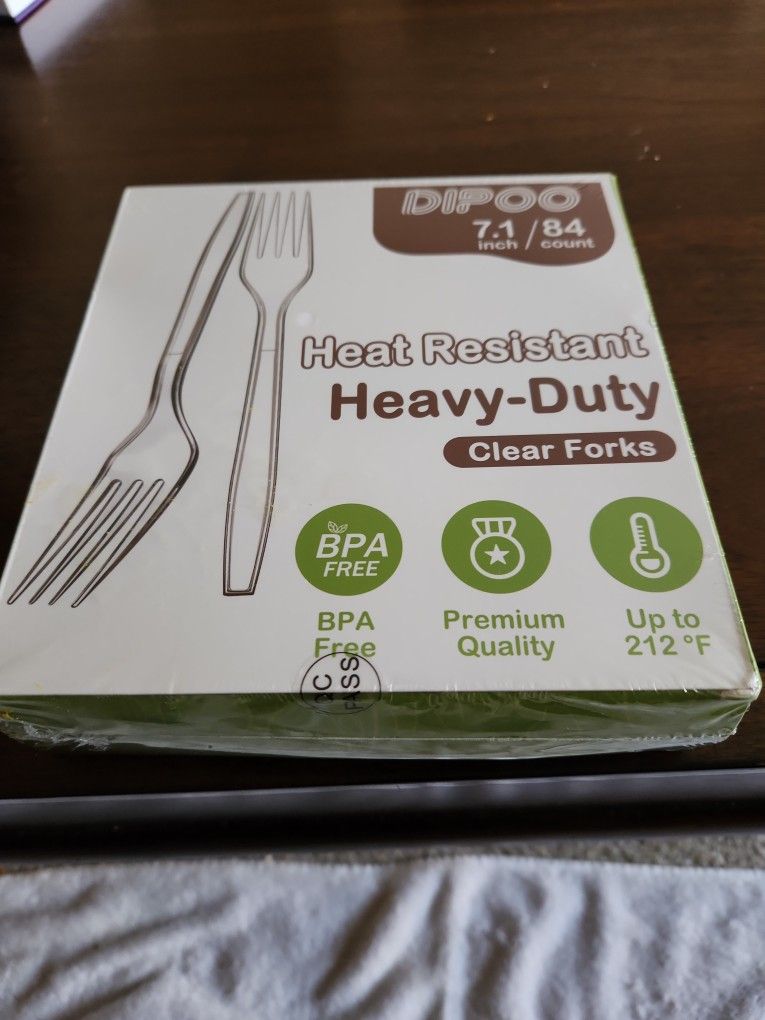 DIPOO
7.1 / 84
inch / count
Heat Resistant
Heavy-Duty
Clear Forks
BPA
FREE
BPA
Free
Premium
Quality
Up to
212 °F
QC
PASS